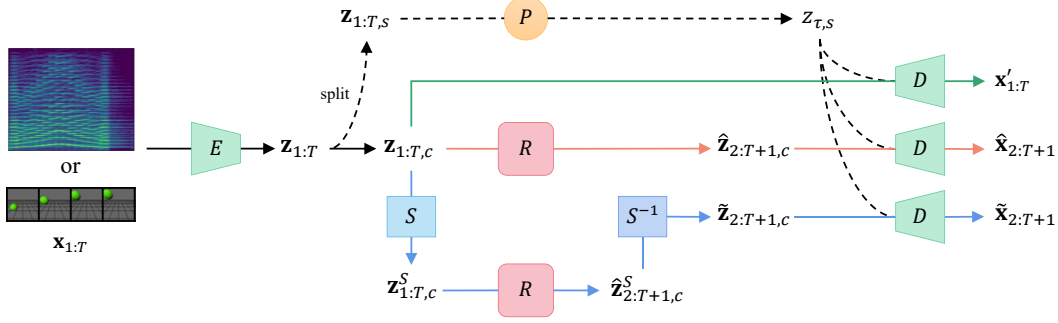 𝐳₁:T,s P z_τ,s
split
D 𝐱′₁:T
or
E 𝐳₁:T 𝐳₁:T,c R 𝐳̂₂:T+1,c D 𝐱̂₂:T+1
𝐱₁:T
S S⁻¹ 𝐳̃₂:T+1,c D 𝐱̃₂:T+1
𝐳ˢ₁:T,c R 𝐳̂ˢ₂:T+1,c